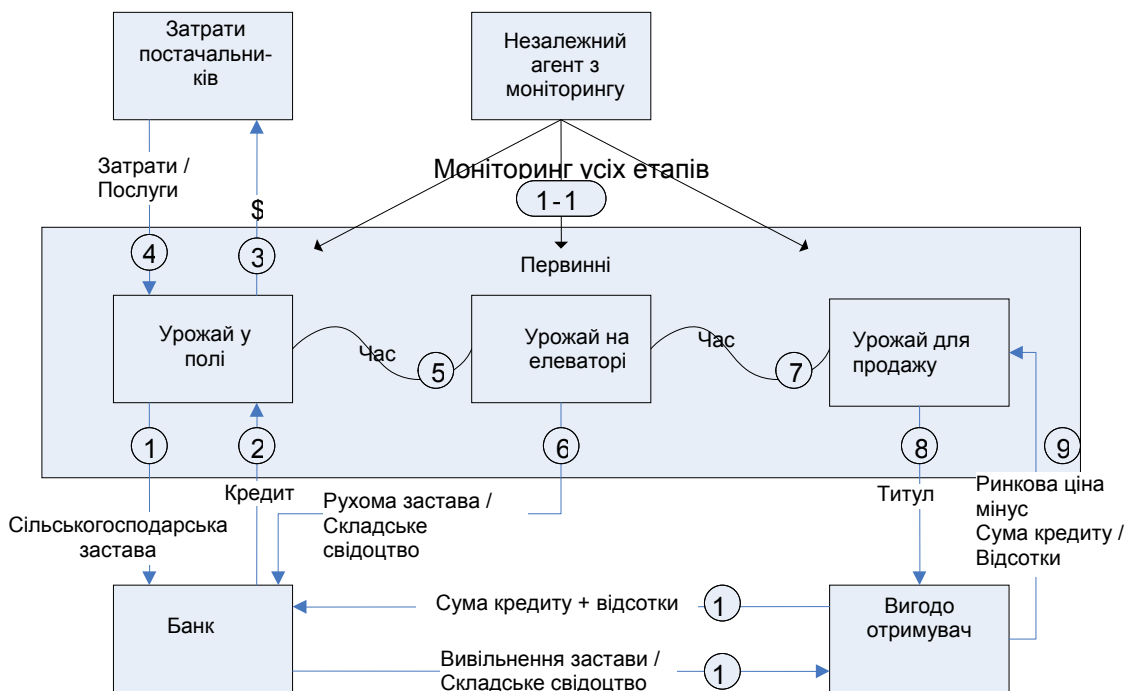 Затрати
постачальни-
ків
Незалежний
агент з
моніторингу
Затрати /
Послуги
$
Моніторинг усіх етапів
1-1
4
3
Первинні
Урожай у
полі
Час
5
Урожай на
елеваторі
Час
7
Урожай для
продажу
1
2
6
8
9
Сільськогосподарська
застава
Кредит
Рухома застава /
Складське
свідоцтво
Титул
Ринкова ціна
мінус
Сума кредиту /
Відсотки
Банк
Сума кредиту + відсотки
1
Вивільнення застави /
Складське свідоцтво
1
Вигодо
отримувач